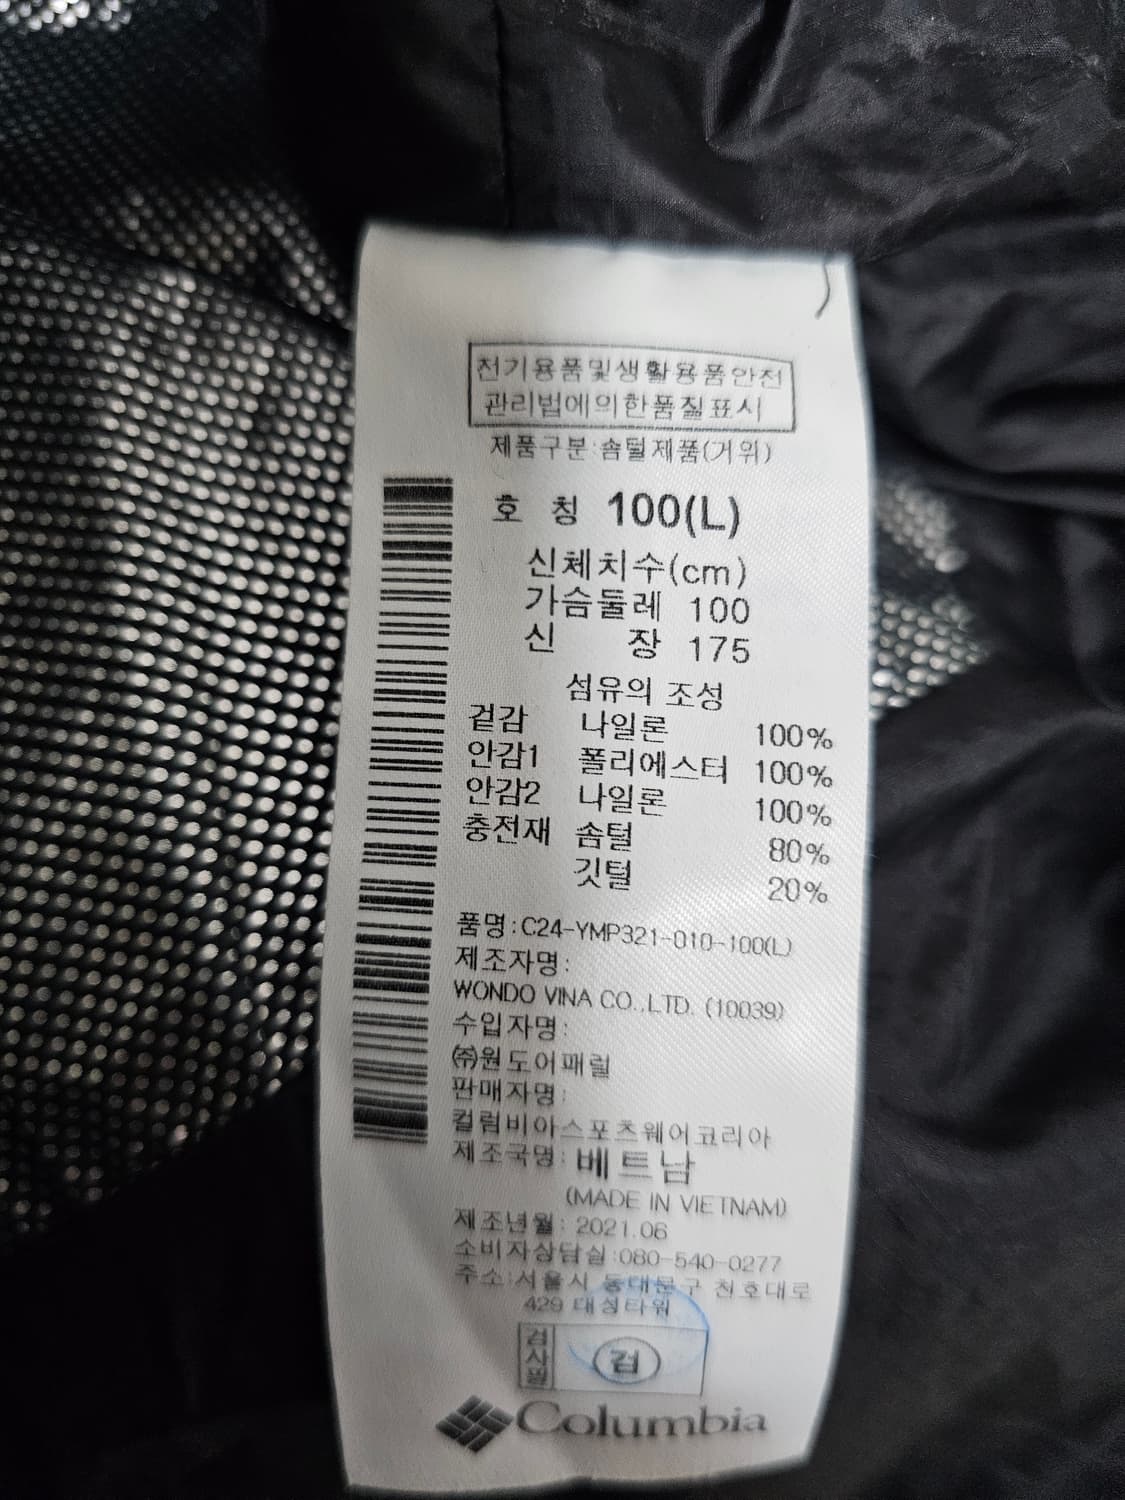 전기용품및생활용품안전
관리법에의한품질표시
제품구분:솜털제품(거위)
호 칭 100(L)
신체치수(cm)
가슴둘레 100
신 장 175
섬유의 조성
겉감 나일론 100%
안감1 폴리에스터 100%
안감2 나일론 100%
충전재 솜털 80%
깃털 20%
품명:C24-YMP321-010-100(L)
제조자명:
WONDO VINA CO.,LTD. (10039)
수입자명:
㈜원도어패럴
판매자명:
컬럼비아스포츠웨어코리아
제조국명: 베트남
(MADE IN VIETNAM)
제조년월: 2021.06
소비자상담실:080-540-0277
주소:서울시 동대문구 천호대로
429 대성타워
검사필
검
Columbia